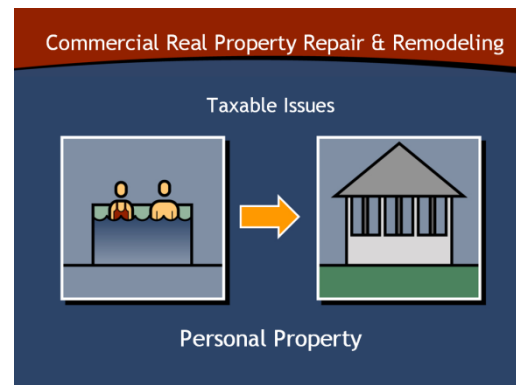 Commercial Real Property Repair & Remodeling
Taxable Issues
Personal Property